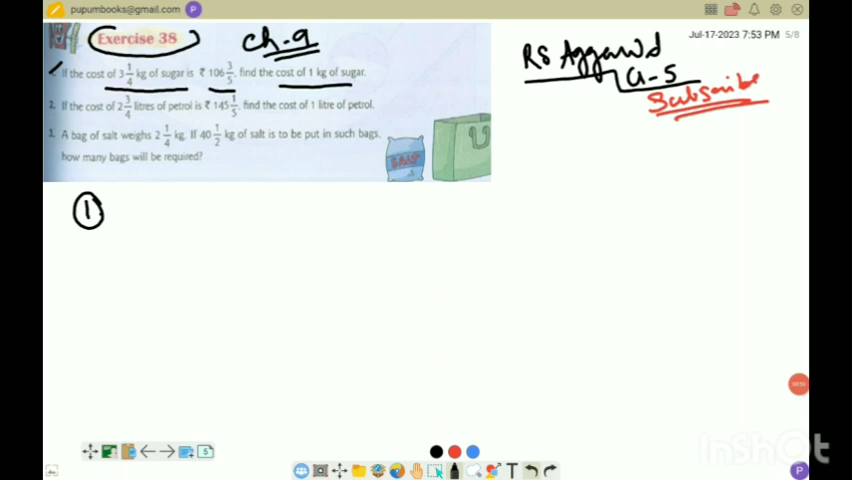 pupumbooks@gmail.com P
Jul-17-2023 7:53 PM 5/8
Exercise 38 Ch-9
RS Aggarwal
Cl-5
Subscribe
1. If the cost of 3 1/4 kg of sugar is ₹ 106 3/5, find the cost of 1 kg of sugar.
2. If the cost of 2 3/4 litres of petrol is ₹ 145 1/5, find the cost of 1 litre of petrol.
3. A bag of salt weighs 2 1/4 kg. If 40 1/2 kg of salt is to be put in such bags,
how many bags will be required?
SALT
1
InShOt
5
T
P